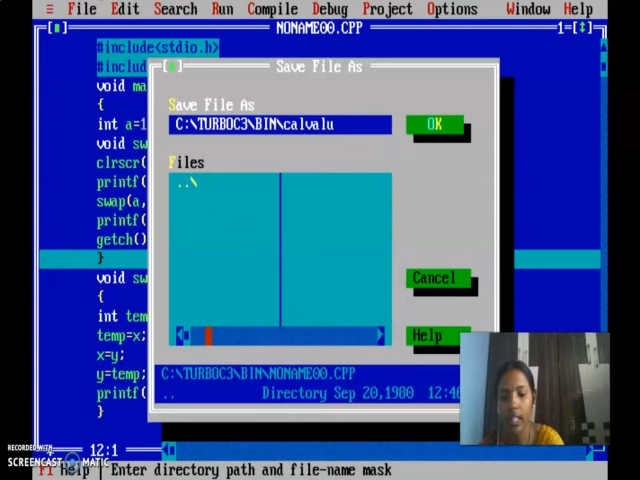 File Edit Search Run Compile Debug Project Options Window Help
NONAME00.CPP 1=[↕]
#include<stdio.h>
#includ
void ma
{
int a=1
void sw
clrscr(
printf(
swap(a,
printf(
getch()
}
void sw
{
int tem
temp=x;
x=y;
y=temp;
printf(
}
12:1
Save File As
Save File As
C:\TURBOC3\BIN\calvalu
OK
Files
..\
Cancel
Help
C:\TURBOC3\BIN\NONAME00.CPP
.. Directory Sep 20,1980 12:46
F1 Help | Enter directory path and file-name mask
RECORDED WITH
SCREENCAST MATIC